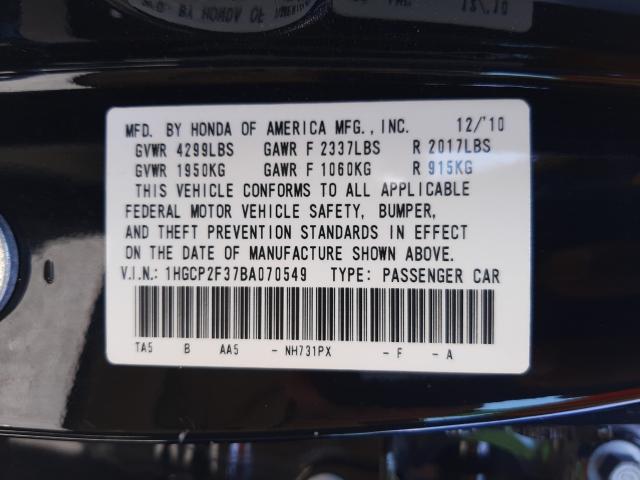 MFD. BY HONDA OF AMERICA MFG., INC. 12/'10
GVWR 4299LBS GAWR F 2337LBS R 2017LBS
GVWR 1950KG GAWR F 1060KG R 915KG
THIS VEHICLE CONFORMS TO ALL APPLICABLE
FEDERAL MOTOR VEHICLE SAFETY, BUMPER,
AND THEFT PREVENTION STANDARDS IN EFFECT
ON THE DATE OF MANUFACTURE SHOWN ABOVE.
V.I.N.: 1HGCP2F37BA070549 TYPE: PASSENGER CAR
TA5 B AA5 - NH731PX - F - A